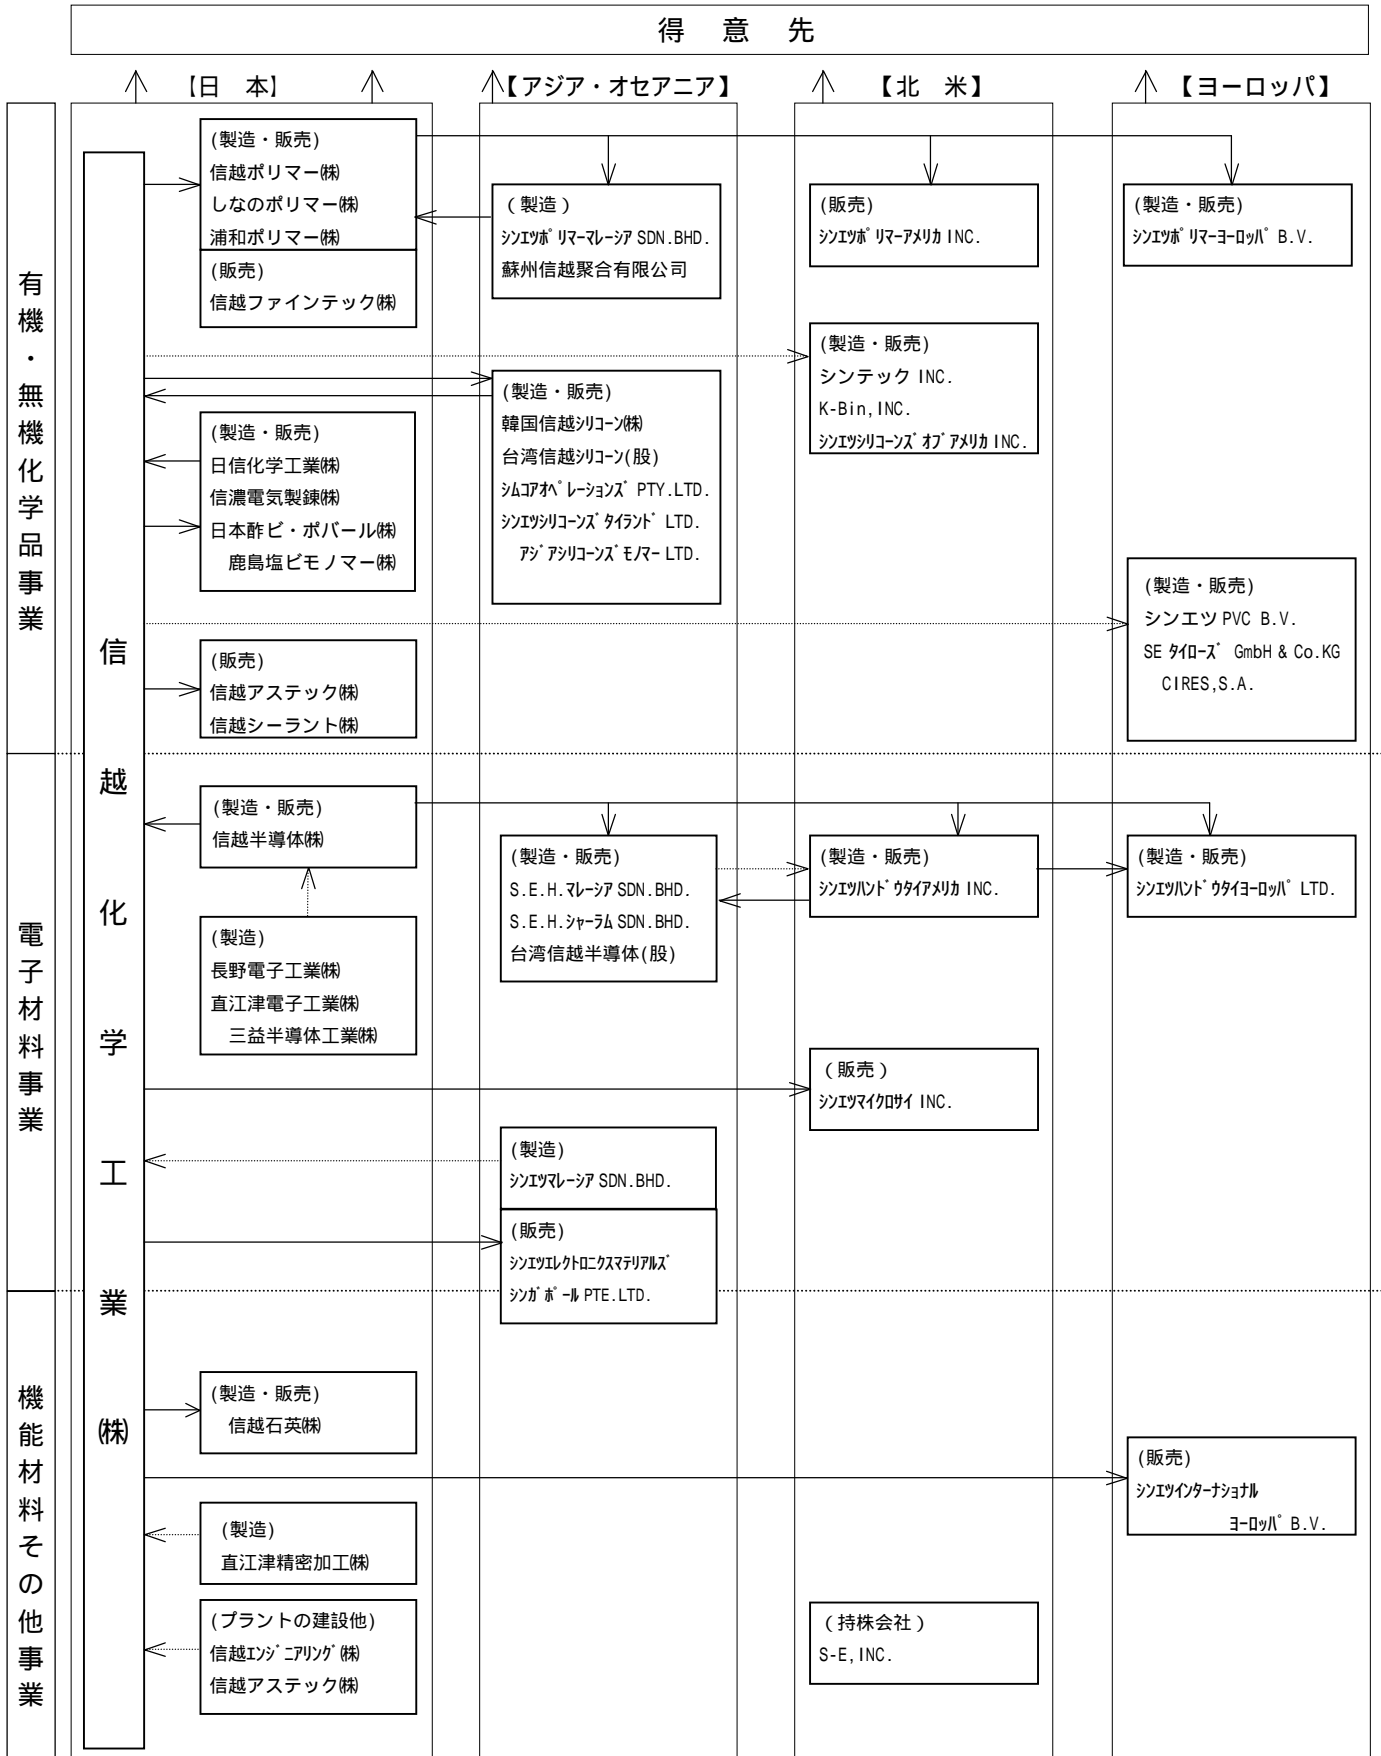 得 意 先
【日 本】
【アジア・オセアニア】
【北 米】
【ヨーロッパ】
有機・無機化学品事業
電子材料事業
機能材料その他事業
信越化学工業㈱
(製造・販売)
信越ポリマー㈱
しなのポリマー㈱
浦和ポリマー㈱
(販売)
信越ファインテック㈱
(製造)
シンエツポリマーマレーシア SDN.BHD.
蘇州信越聚合有限公司
(販売)
シンエツポリマーアメリカ INC.
(製造・販売)
シンエツポリマーヨーロッパ B.V.
(製造・販売)
シンテック INC.
K-Bin,INC.
シンエツシリコーンズオブアメリカ INC.
(製造・販売)
韓国信越シリコーン(株)
台湾信越シリコーン(股)
シムコアオペレーションズ PTY.LTD.
シンエツシリコーンズタイランド LTD.
アジアシリコーンズモノマー LTD.
(製造・販売)
日信化学工業㈱
信濃電気製錬㈱
日本酢ビ・ポバール㈱
鹿島塩ビモノマー㈱
(製造・販売)
シンエツ PVC B.V.
SE タイローズ GmbH & Co.KG
CIRES,S.A.
(販売)
信越アステック㈱
信越シーラント㈱
(製造・販売)
信越半導体㈱
(製造)
長野電子工業㈱
直江津電子工業㈱
三益半導体工業㈱
(製造・販売)
S.E.H.マレーシア SDN.BHD.
S.E.H.シャーラム SDN.BHD.
台湾信越半導体(股)
(製造・販売)
シンエツハンドウタイアメリカ INC.
(製造・販売)
シンエツハンドウタイヨーロッパ LTD.
(販売)
シンエツマイクロサイ INC.
(製造)
シンエツマレーシア SDN.BHD.
(販売)
シンエツエレクトロニクスマテリアルズ
シンガポール PTE.LTD.
(製造・販売)
信越石英㈱
(販売)
シンエツインターナショナル
ヨーロッパ B.V.
(製造)
直江津精密加工㈱
(プラントの建設他)
信越エンジニアリング㈱
信越アステック㈱
(持株会社)
S-E,INC.